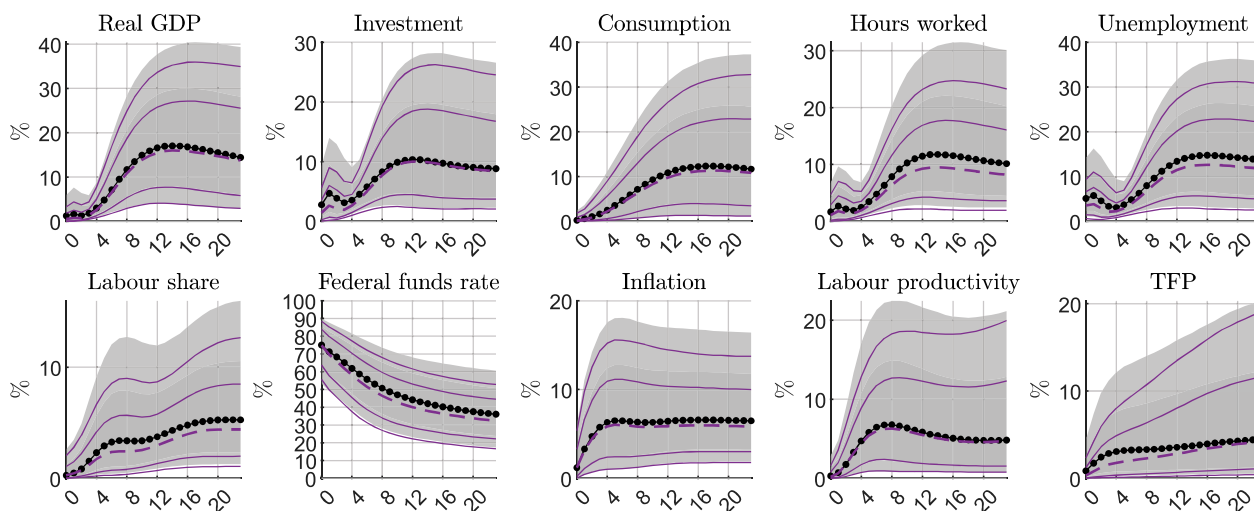 Real GDP
%
40
30
20
10
0
0 4 8 12 16 20
Investment
%
30
20
10
0
0 4 8 12 16 20
Consumption
%
40
30
20
10
0
0 4 8 12 16 20
Hours worked
%
30
20
10
0
0 4 8 12 16 20
Unemployment
%
40
30
20
10
0
0 4 8 12 16 20
Labour share
%
10
0
0 4 8 12 16 20
Federal funds rate
%
100
90
80
70
60
50
40
30
20
10
0
0 4 8 12 16 20
Inflation
%
20
10
0
0 4 8 12 16 20
Labour productivity
%
20
10
0
0 4 8 12 16 20
TFP
%
20
10
0
0 4 8 12 16 20